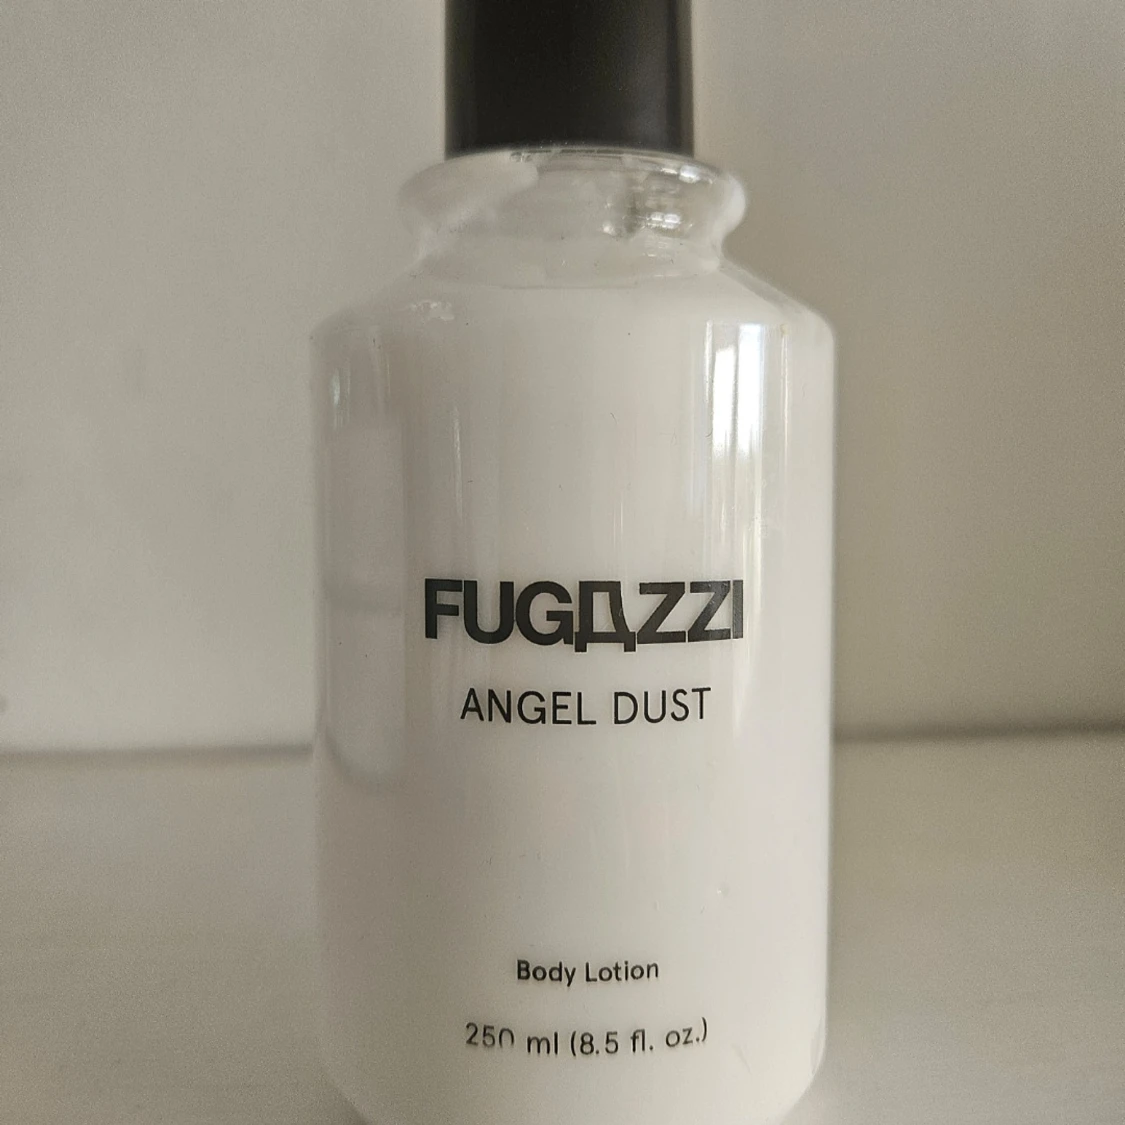 FUGДZZI
ANGEL DUST
Body Lotion
250 ml (8.5 fl. oz.)